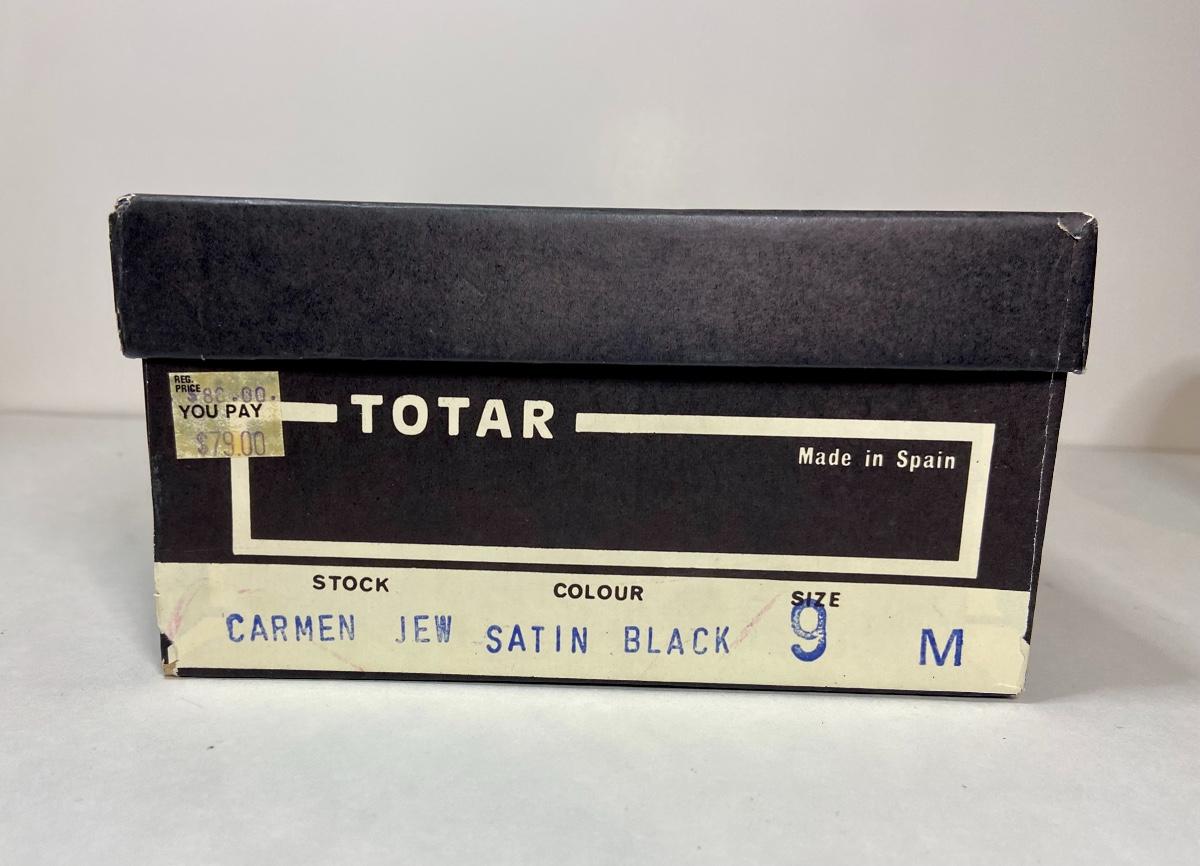 REG.
PRICE
YOU PAY
$79.00
TOTAR
Made in Spain
STOCK COLOUR SIZE
CARMEN JEW SATIN BLACK 9 M